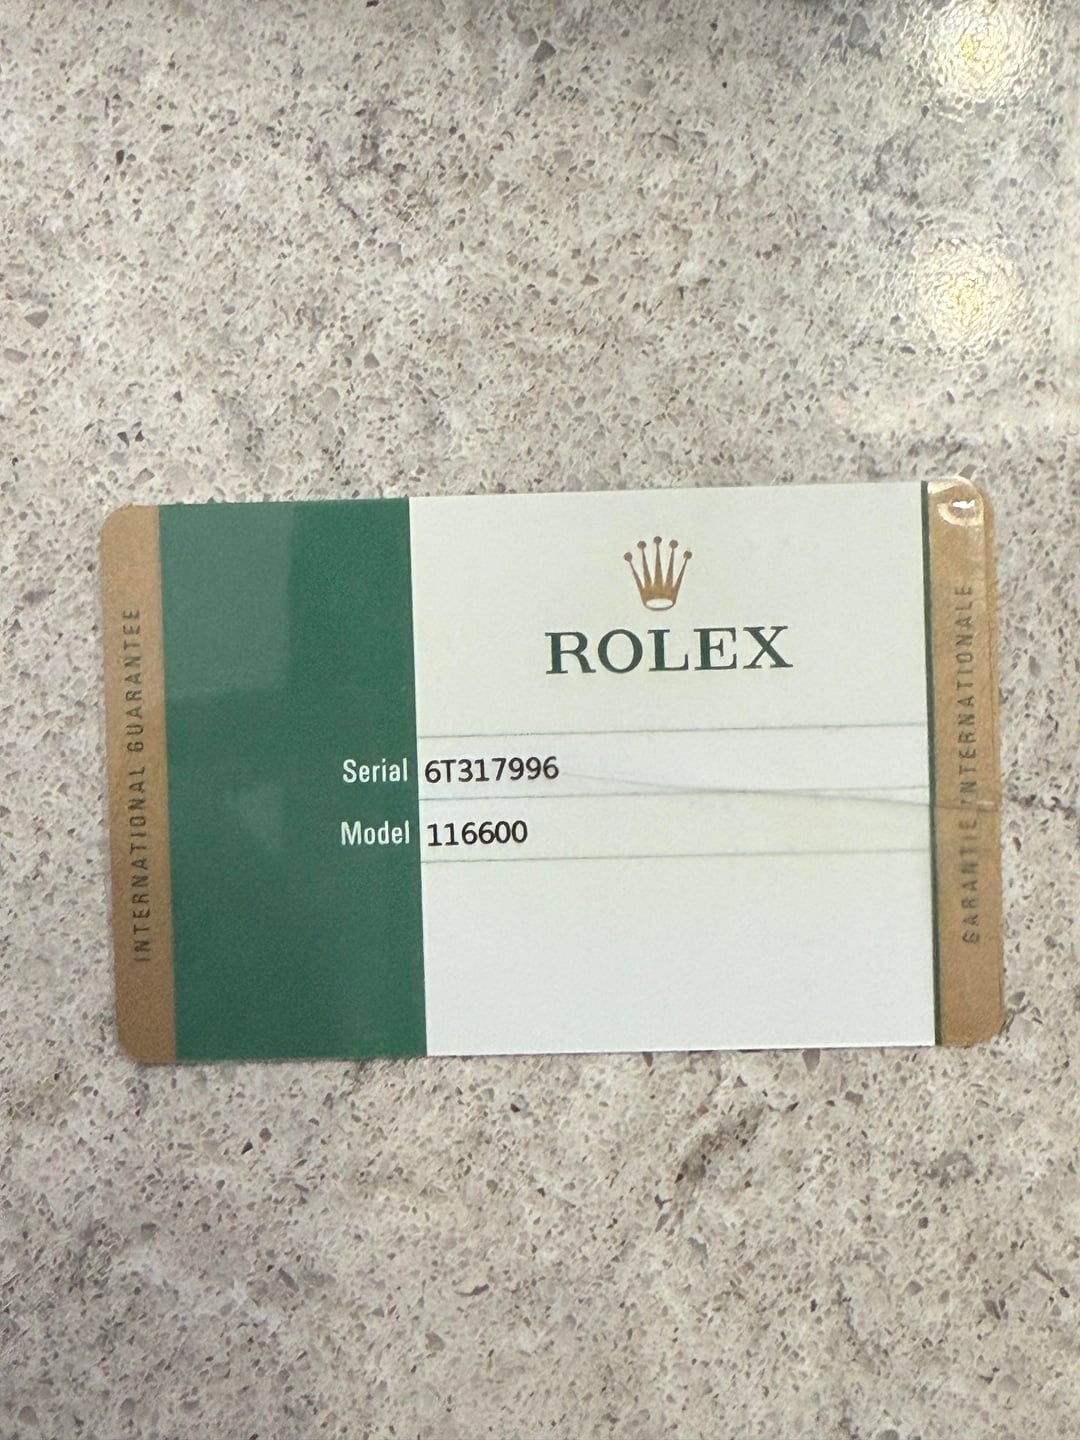 INTERNATIONAL GUARANTEE
ROLEX
Serial 6T317996
Model 116600
GARANTIE INTERNATIONALE